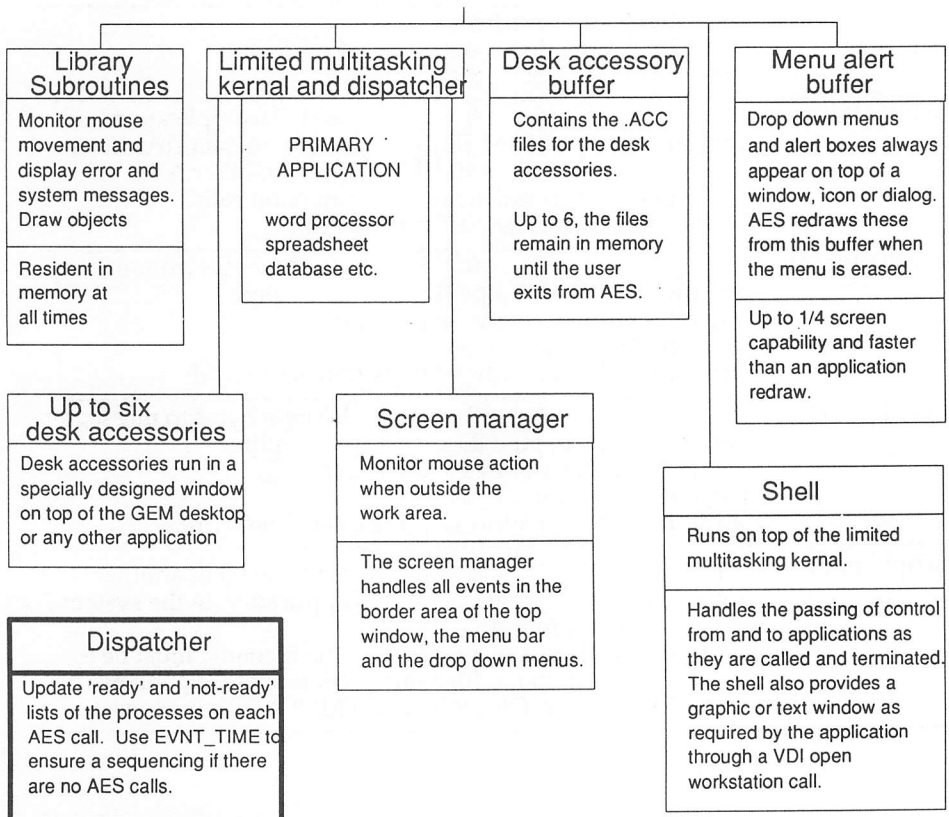 Library
Subroutines
Monitor mouse
movement and
display error and
system messages.
Draw objects
Resident in
memory at
all times
Limited multitasking
kernal and dispatcher
PRIMARY
APPLICATION
word processor
spreadsheet
database etc.
Desk accessory
buffer
Contains the .ACC
files for the desk
accessories.
Up to 6, the files
remain in memory
until the user
exits from AES.
Menu alert
buffer
Drop down menus
and alert boxes always
appear on top of a
window, icon or dialog.
AES redraws these
from this buffer when
the menu is erased.
Up to 1/4 screen
capability and faster
than an application
redraw.
Up to six
desk accessories
Desk accessories run in a
specially designed window
on top of the GEM desktop
or any other application
Screen manager
Monitor mouse action
when outside the
work area.
The screen manager
handles all events in the
border area of the top
window, the menu bar
and the drop down menus.
Shell
Runs on top of the limited
multitasking kernal.
Handles the passing of control
from and to applications as
they are called and terminated.
The shell also provides a
graphic or text window as
required by the application
through a VDI open
workstation call.
Dispatcher
Update 'ready' and 'not-ready'
lists of the processes on each
AES call. Use EVNT_TIME to
ensure a sequencing if there
are no AES calls.